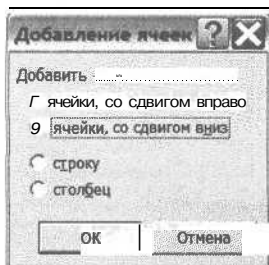 Добавление ячеек
Добавить
Г ячейки, со сдвигом вправо
9 ячейки, со сдвигом вниз
строку
столбец
ОК Отмена